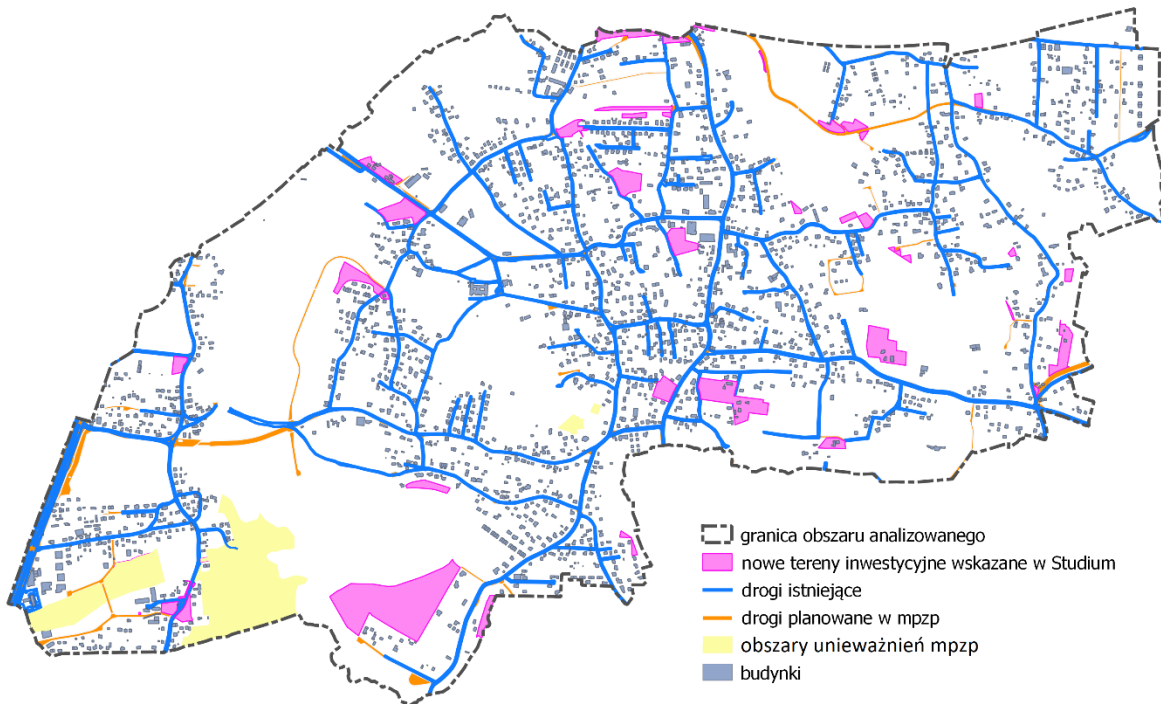 granica obszaru analizowanego
nowe tereny inwestycyjne wskazane w Studium
drogi istniejące
drogi planowane w mpzp
obszary unieważnień mpzp
budynki